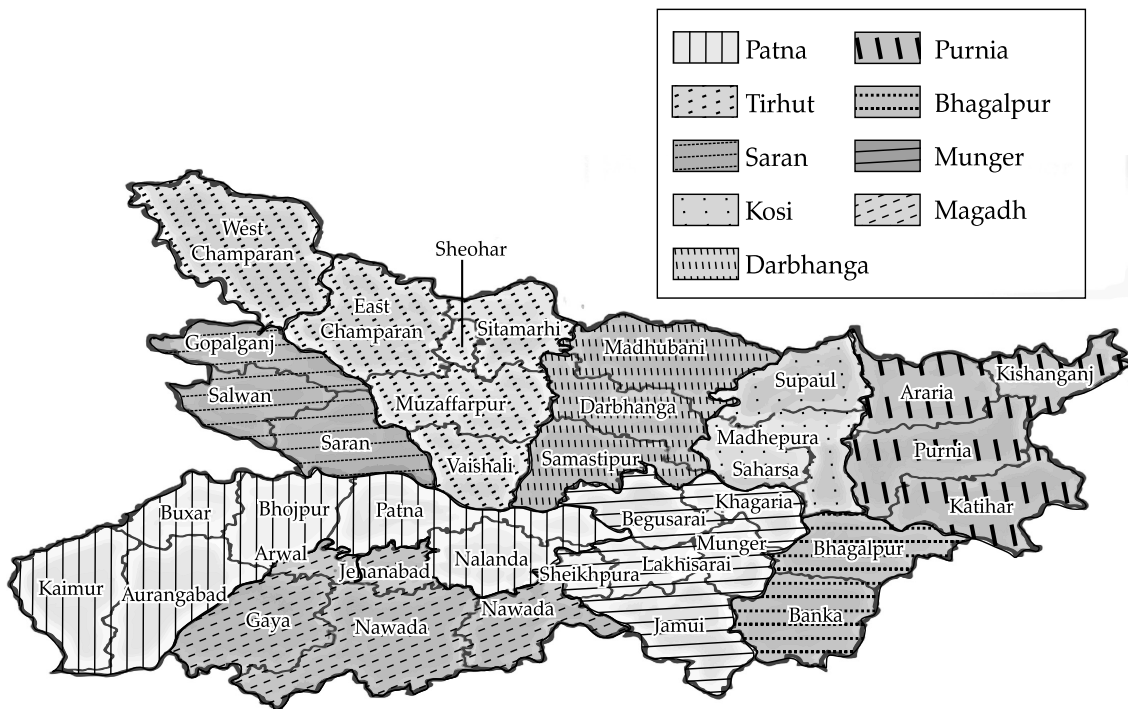 Patna
Purnia
Tirhut
Bhagalpur
Saran
Munger
Kosi
Magadh
Darbhanga
West
Champaran
Sheohar
East
Champaran
Sitamarhi
Gopalganj
Madhubani
Kishanganj
Supaul
Araria
Salwan
Muzaffarpur
Darbhanga
Saran
Madhepura
Purnia
Vaishali
Samastipur
Saharsa
Katihar
Buxar
Bhojpur
Patna
Khagaria
Begusarai
Arwal
Munger
Bhagalpur
Kaimur
Aurangabad
Jehanabad
Nalanda
Sheikhpura
Lakhisarai
Gaya
Nawada
Nawada
Jamui
Banka